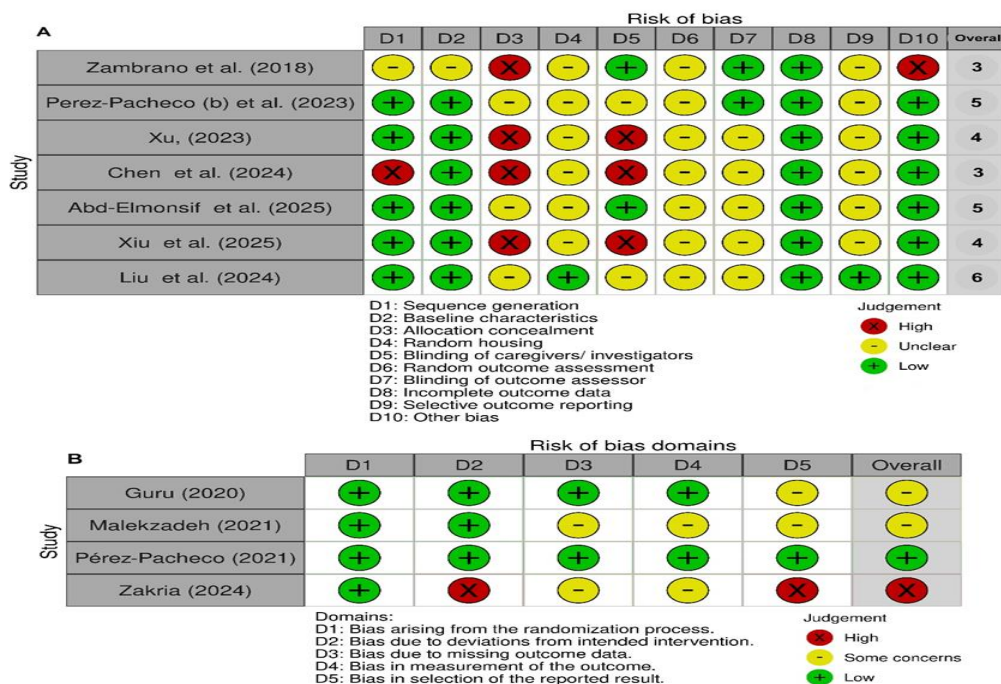 Risk of bias
A
D1 D2 D3 D4 D5 D6 D7 D8 D9 D10 Overall
Zambrano et al. (2018) - - X - + - + + - X 3
Perez-Pacheco (b) et al. (2023) + + - - - - + + - + 5
Xu, (2023) + + X - X - - + - + 4
Chen et al. (2024) X + X - X - - + - + 3
Abd-Elmonsif et al. (2025) + + - - + - - + - + 5
Xiu et al. (2025) + + X - X - - + - + 4
Liu et al. (2024) + + - + - - - + + + 6
Study
D1: Sequence generation
D2: Baseline characteristics
D3: Allocation concealment
D4: Random housing
D5: Blinding of caregivers/ investigators
D6: Random outcome assessment
D7: Blinding of outcome assessor
D8: Incomplete outcome data
D9: Selective outcome reporting
D10: Other bias
Judgement
X High
- Unclear
+ Low
Risk of bias domains
B
D1 D2 D3 D4 D5 Overall
Guru (2020) + + + + - -
Malekzadeh (2021) + + - - - -
Pérez-Pacheco (2021) + + + + + +
Zakria (2024) + X - - X X
Study
Domains:
D1: Bias arising from the randomization process.
D2: Bias due to deviations from intended intervention.
D3: Bias due to missing outcome data.
D4: Bias in measurement of the outcome.
D5: Bias in selection of the reported result.
Judgement
X High
- Some concerns
+ Low